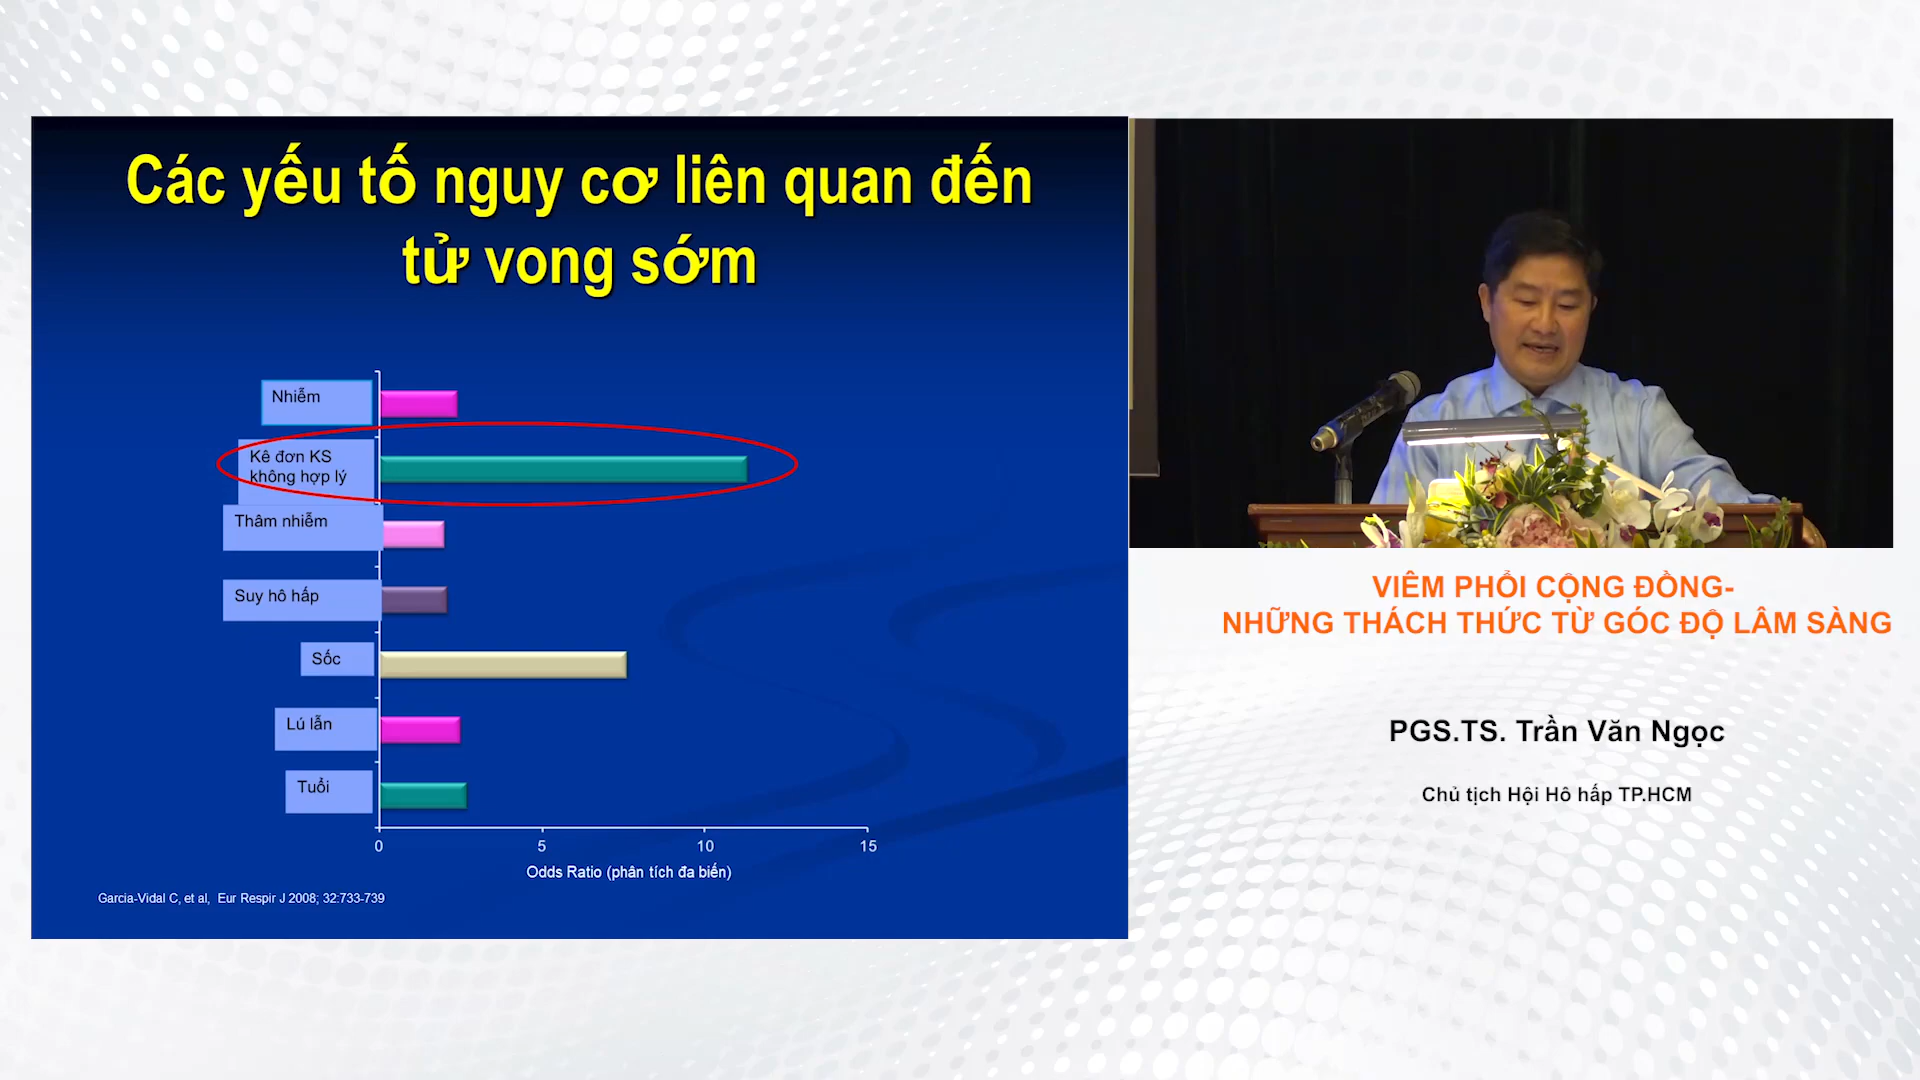 Các yếu tố nguy cơ liên quan đến
tử vong sớm
Nhiễm
Kê đơn KS
không hợp lý
Thâm nhiễm
Suy hô hấp
Sốc
Lú lẫn
Tuổi
0 5 10 15
Odds Ratio (phân tích đa biến)
Garcia-Vidal C, et al, Eur Respir J 2008; 32:733-739
VIÊM PHỔI CỘNG ĐỒNG-
NHỮNG THÁCH THỨC TỪ GÓC ĐỘ LÂM SÀNG
PGS.TS. Trần Văn Ngọc
Chủ tịch Hội Hô hấp TP.HCM